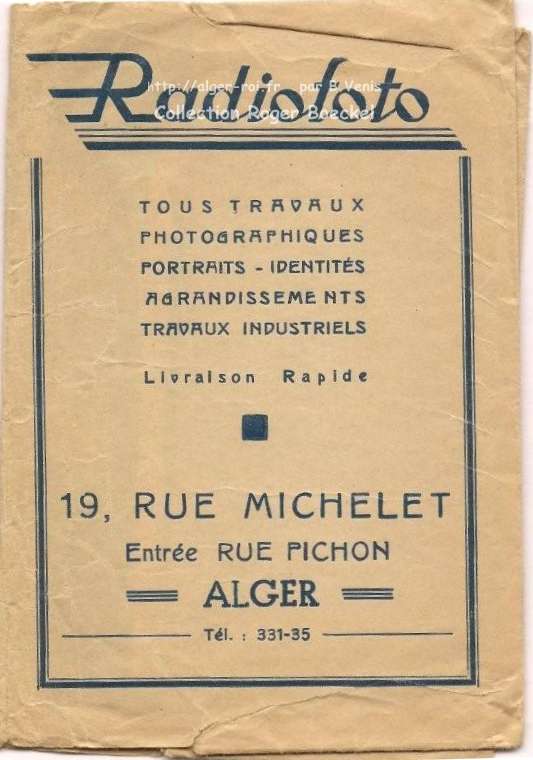 Radiofoto
http://alger-roi.fr par B.Venis
Collection Roger Boeckel
TOUS TRAVAUX
PHOTOGRAPHIQUES
PORTRAITS - IDENTITÉS
AGRANDISSEMENTS
TRAVAUX INDUSTRIELS
Livraison Rapide
19, RUE MICHELET
Entrée RUE PICHON
ALGER
Tél. : 331-35